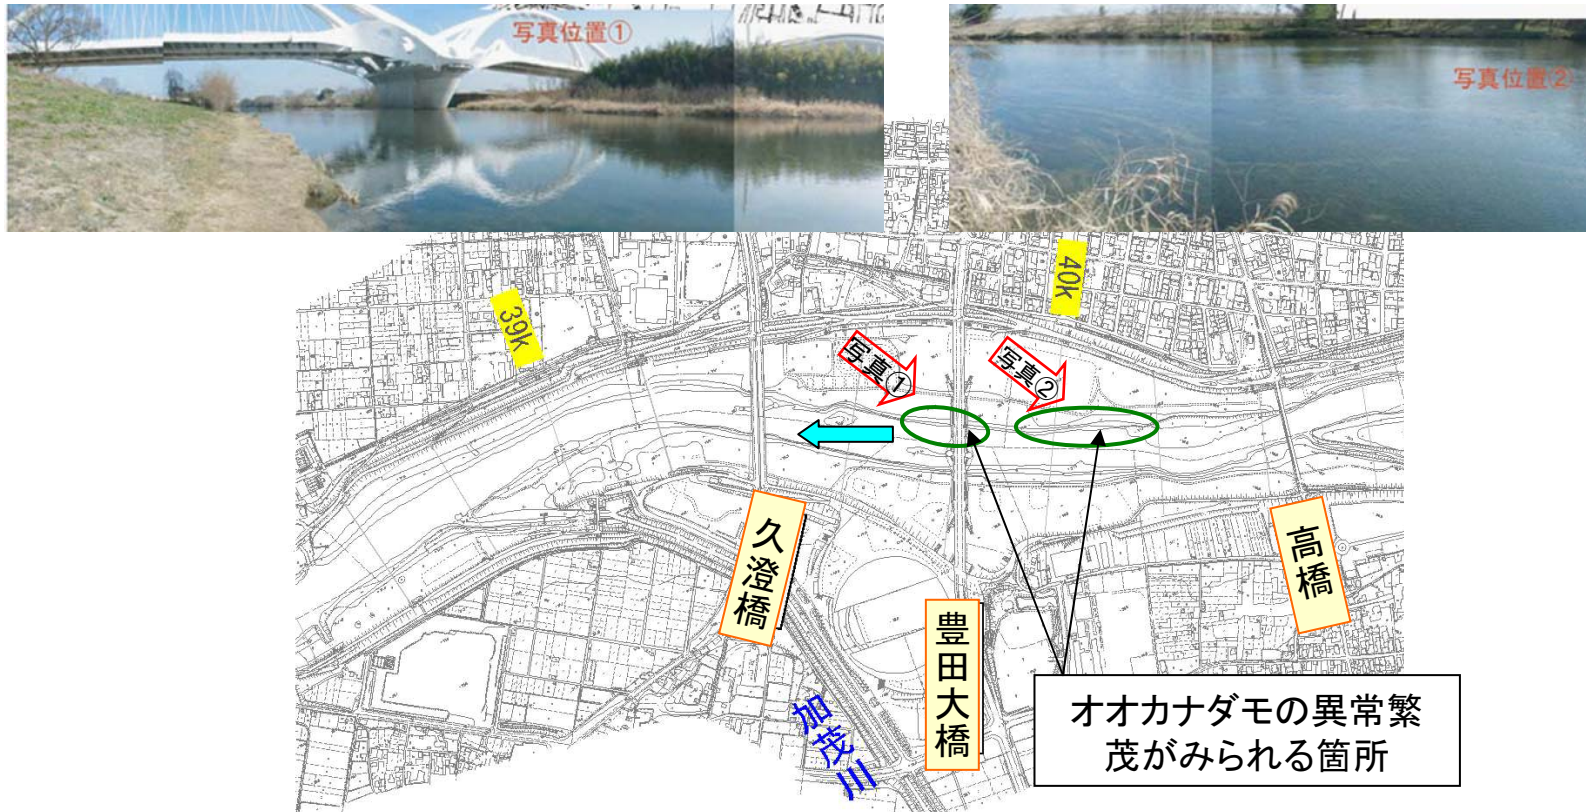 写真位置①
写真位置②
39k
40k
写真①
写真②
久澄橋
豊田大橋
高橋
加茂川
オオカナダモの異常繁
茂がみられる箇所